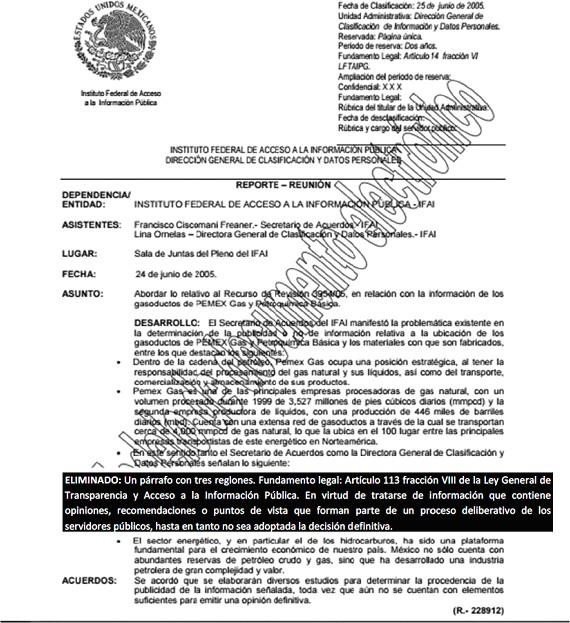 ESTADOS UNIDOS MEXICANOS
Instituto Federal de Acceso
a la Información Pública
Fecha de Clasificación: 25 de junio de 2005.
Unidad Administrativa: Dirección General de
Clasificación de Información y Datos Personales.
Reservada: Página única.
Periodo de reserva: Dos años.
Fundamento Legal: Artículo 14 fracción VI
LFTAIPG.
Ampliación del periodo de reserva:
Confidencial: X X X
Fundamento Legal:
Rúbrica del titular de la Unidad Administrativa:
Fecha de desclasificación:
Rúbrica y cargo del servidor público:
INSTITUTO FEDERAL DE ACCESO A LA INFORMACIÓN PÚBLICA
DIRECCIÓN GENERAL DE CLASIFICACIÓN Y DATOS PERSONALES
REPORTE – REUNIÓN
DEPENDENCIA/
ENTIDAD: INSTITUTO FEDERAL DE ACCESO A LA INFORMACIÓN PÚBLICA - IFAI
ASISTENTES: Francisco Ciscomani Freaner.- Secretario de Acuerdos - IFAI
Lina Ornelas – Directora General de Clasificación y Datos Personales.- IFAI
LUGAR: Sala de Juntas del Pleno del IFAI
FECHA: 24 de junio de 2005.
ASUNTO: Abordar lo relativo al Recurso de Revisión /05, en relación con la información de los
gasoductos de PEMEX Gas y Petroquímica Básica.
DESARROLLO: El Secretario de Acuerdos del IFAI manifestó la problemática existente en
la determinación de la publicidad o no de información relativa a la ubicación de los
gasoductos de PEMEX Gas y Petroquímica Básica y los materiales con que son fabricados,
entre los que destacan los siguientes:
• Dentro de la cadena del petróleo, Pemex Gas ocupa una posición estratégica, al tener la
responsabilidad del procesamiento del gas natural y sus líquidos, así como del transporte,
comercialización y almacenamiento de sus productos.
• Pemex Gas es una de las principales empresas procesadoras de gas natural, con un
volumen procesado durante 1999 de 3,527 millones de pies cúbicos diarios (mmpcd) y la
segunda empresa productora de líquidos, con una producción de 446 miles de barriles
diarios (mbd). Cuenta con una extensa red de gasoductos a través de la cual se transportan
cerca de 4,000 mmpcd de gas natural, lo que la ubica en el 100 lugar entre las principales
empresas transportistas de este energético en Norteamérica.
• En este sentido tanto el Secretario de Acuerdos como la Directora General de Clasificación y
Datos Personales señalan lo siguiente:
ELIMINADO: Un párrafo con tres reglones. Fundamento legal: Artículo 113 fracción VIII de la Ley General de
Transparencia y Acceso a la Información Pública. En virtud de tratarse de información que contiene
opiniones, recomendaciones o puntos de vista que forman parte de un proceso deliberativo de los
servidores públicos, hasta en tanto no sea adoptada la decisión definitiva.
• El sector energético, y en particular el de los hidrocarburos, ha sido una plataforma
fundamental para el crecimiento económico de nuestro país. México no sólo cuenta con
abundantes reservas de petróleo crudo y gas, sino que ha desarrollado una industria
petrolera de gran complejidad y valor.
ACUERDOS: Se acordó que se elaborarán diversos estudios para determinar la procedencia de la
publicidad de la información señalada, toda vez que aún no se cuentan con elementos
suficientes para emitir una opinión definitiva.
(R.- 228912)
documento electrónico